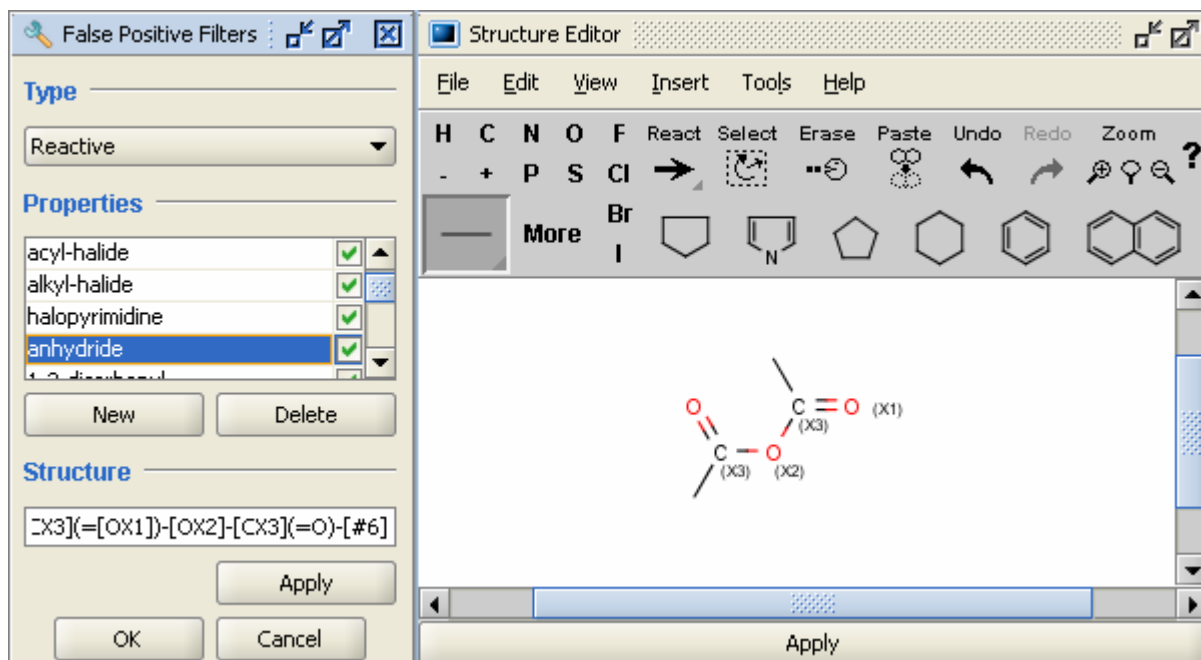 False Positive Filters
Type
Reactive
Properties
acyl-halide
alkyl-halide
halopyrimidine
anhydride
New Delete
Structure
CX3](=[OX1])-[OX2]-[CX3](=O)-[#6]
Apply
OK Cancel
Structure Editor
File Edit View Insert Tools Help
H C N O F React Select Erase Paste Undo Redo Zoom
- + P S Cl ?
More Br
I
N
O C O (X1)
(X3)
C O
(X3) (X2)
Apply